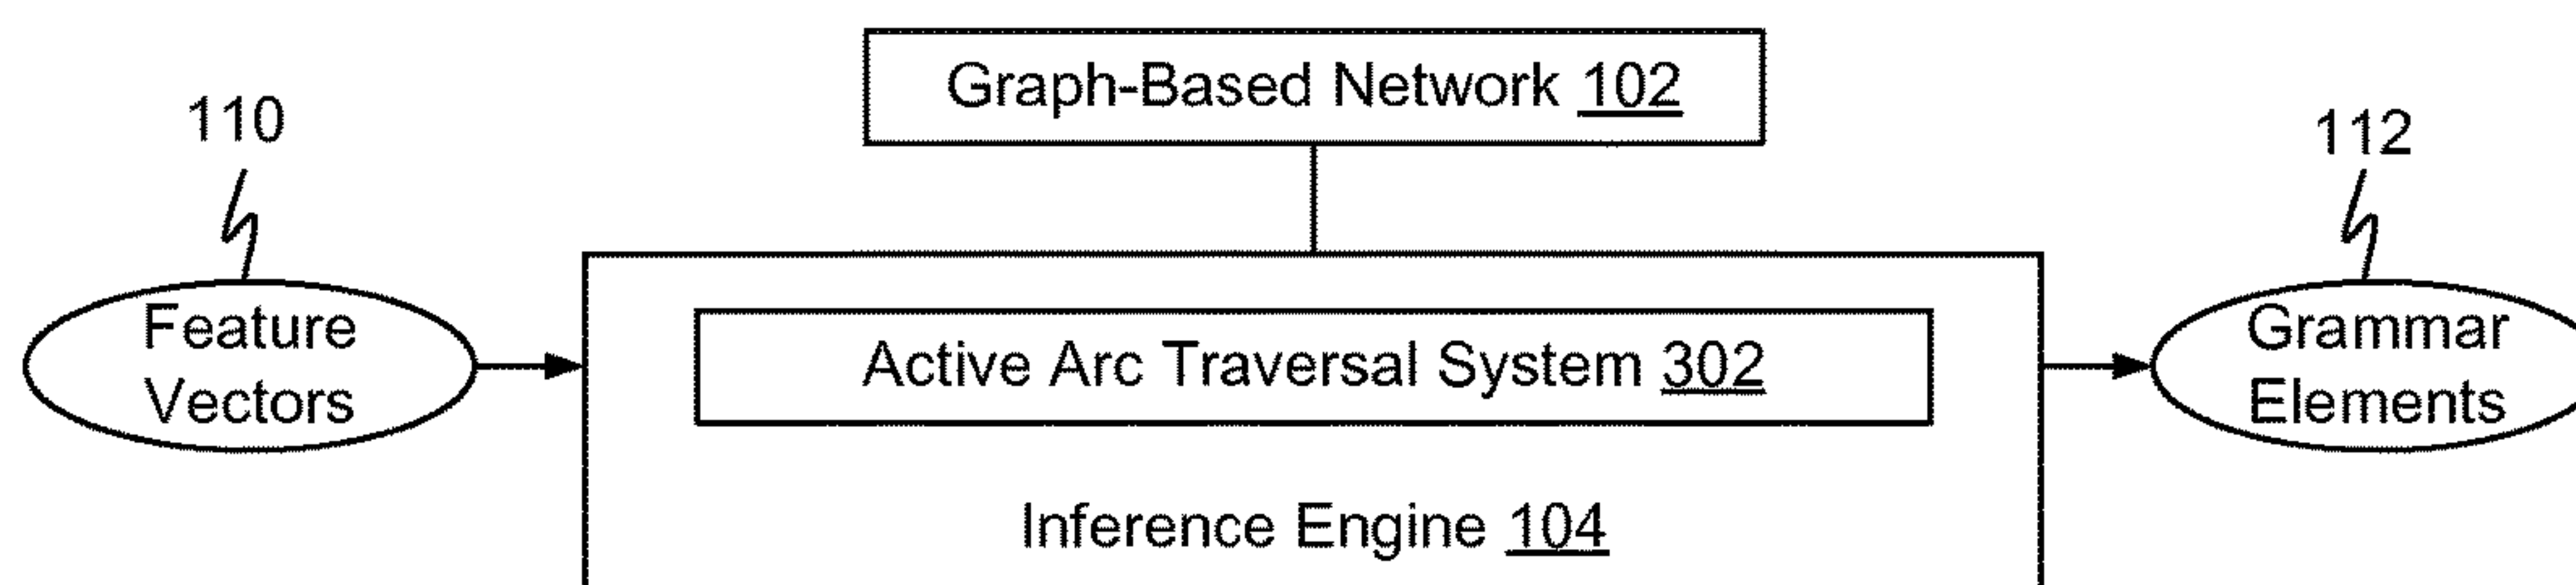 Graph-Based Network 102
110
112
Feature
Vectors
Active Arc Traversal System 302
Grammar
Elements
Inference Engine 104